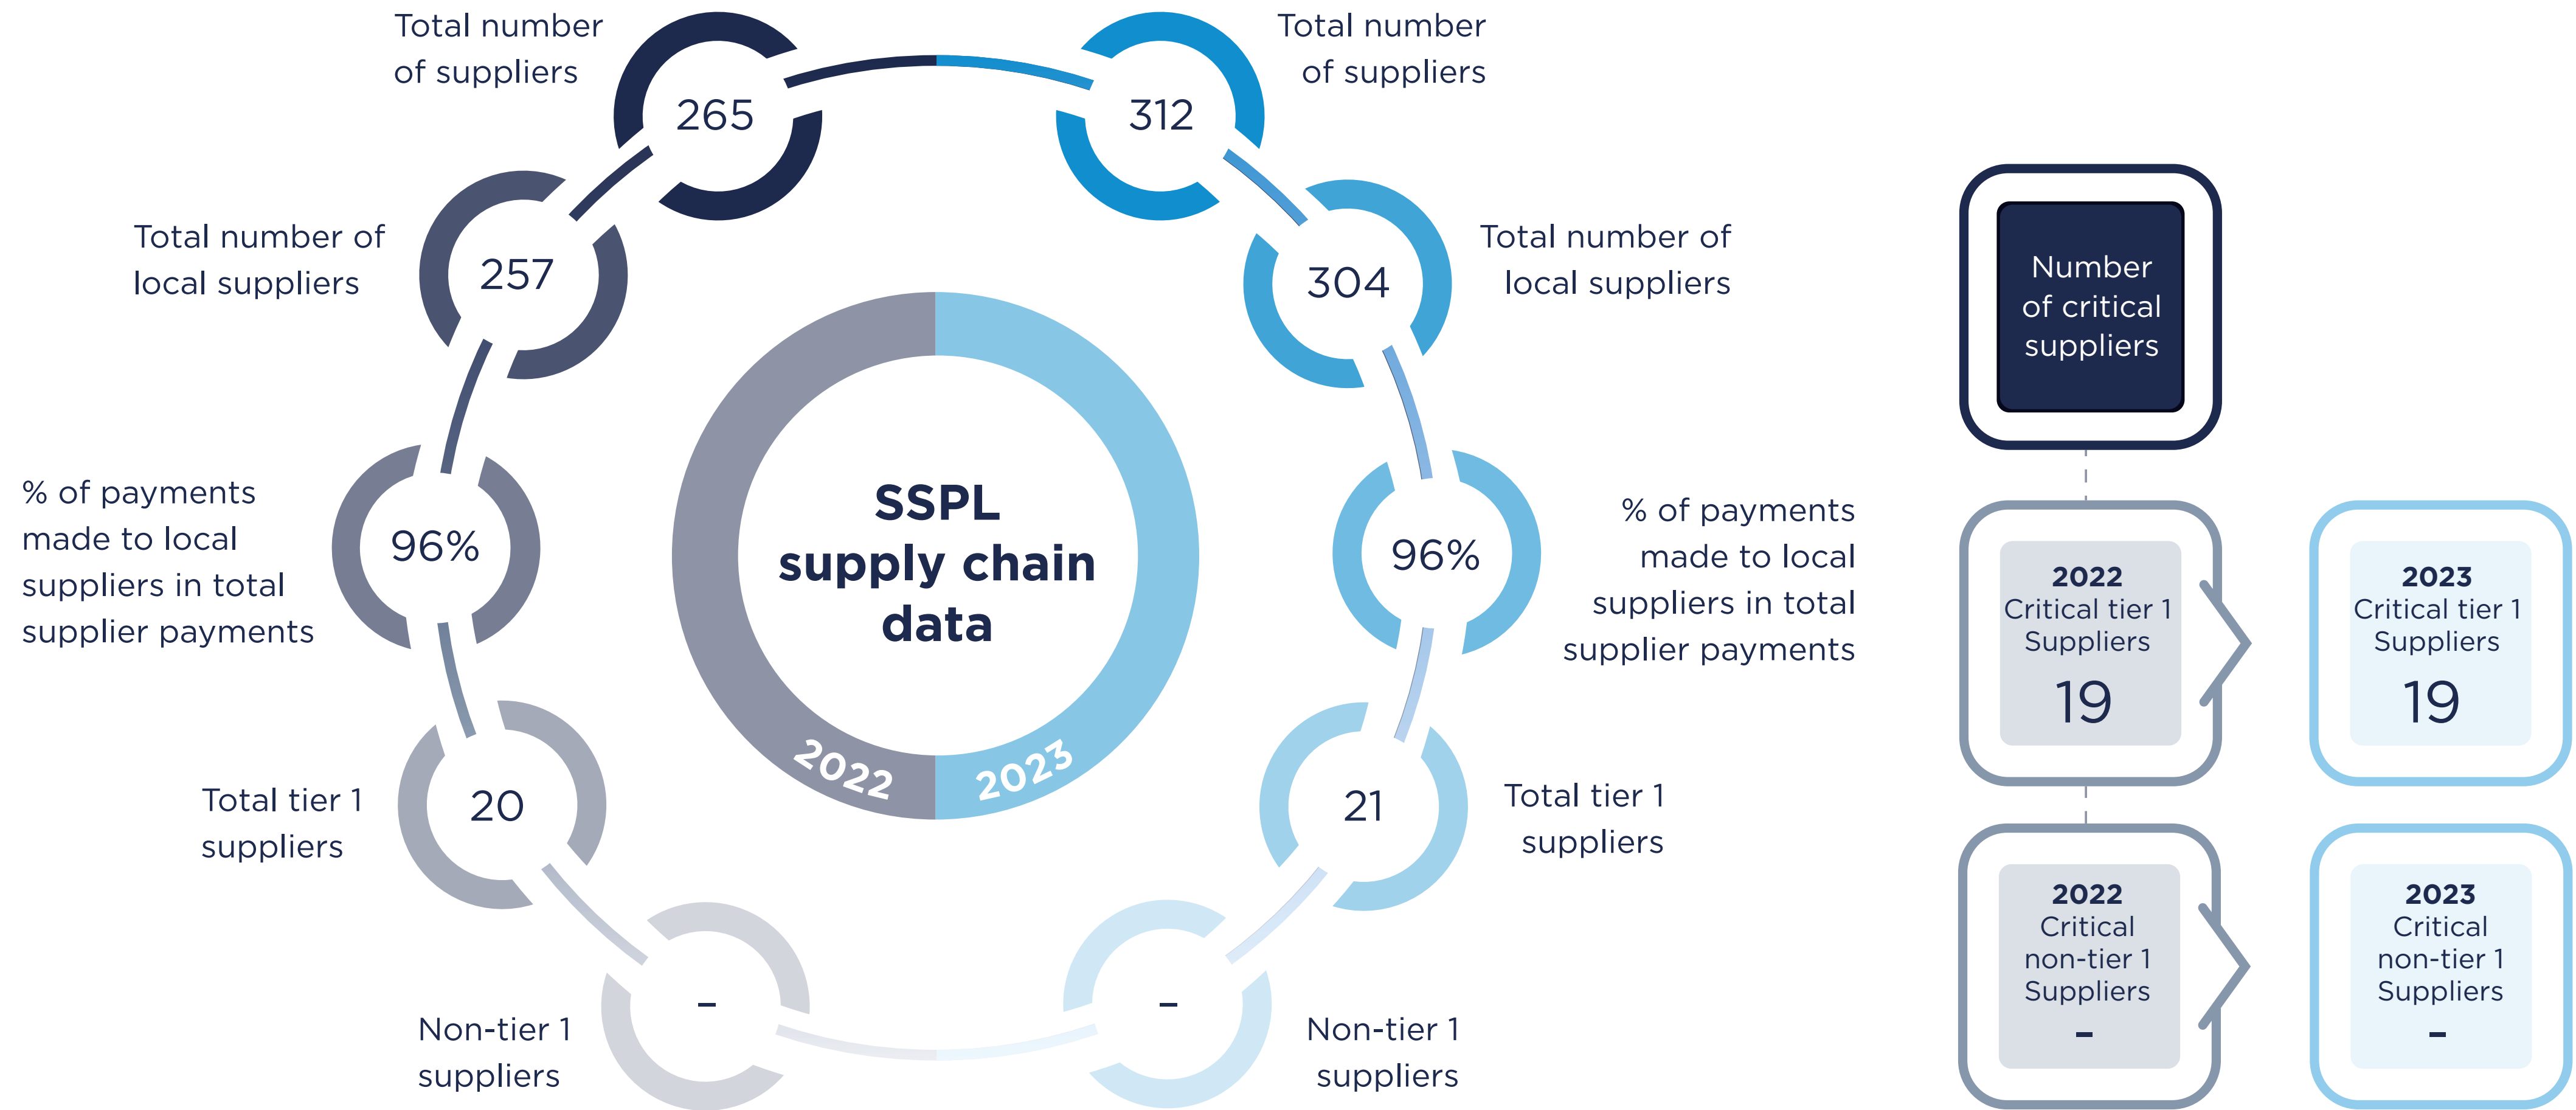 Total number
of suppliers
265
Total number of
local suppliers
257
% of payments
made to local
suppliers in total
supplier payments
96%
Total tier 1
suppliers
20
Non-tier 1
suppliers
–
SSPL
supply chain
data
2022
2023
Total number
of suppliers
312
Total number of
local suppliers
304
% of payments
made to local
suppliers in total
supplier payments
96%
Total tier 1
suppliers
21
Non-tier 1
suppliers
–
Number
of critical
suppliers
2022
Critical tier 1
Suppliers
19
2023
Critical tier 1
Suppliers
19
2022
Critical
non-tier 1
Suppliers
–
2023
Critical
non-tier 1
Suppliers
–